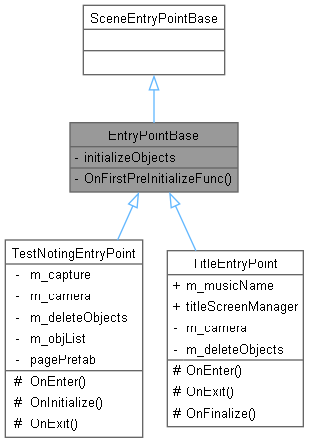 SceneEntryPointBase
EntryPointBase
- initializeObjects
- OnFirstPreInitializeFunc()
TestNotingEntryPoint
- m_capture
- m_camera
- m_deleteObjects
- m_objList
- pagePrefab
# OnEnter()
# OnInitialize()
# OnExit()
TitleEntryPoint
+ m_musicName
+ titleScreenManager
- m_camera
- m_deleteObjects
# OnEnter()
# OnExit()
# OnFinalize()